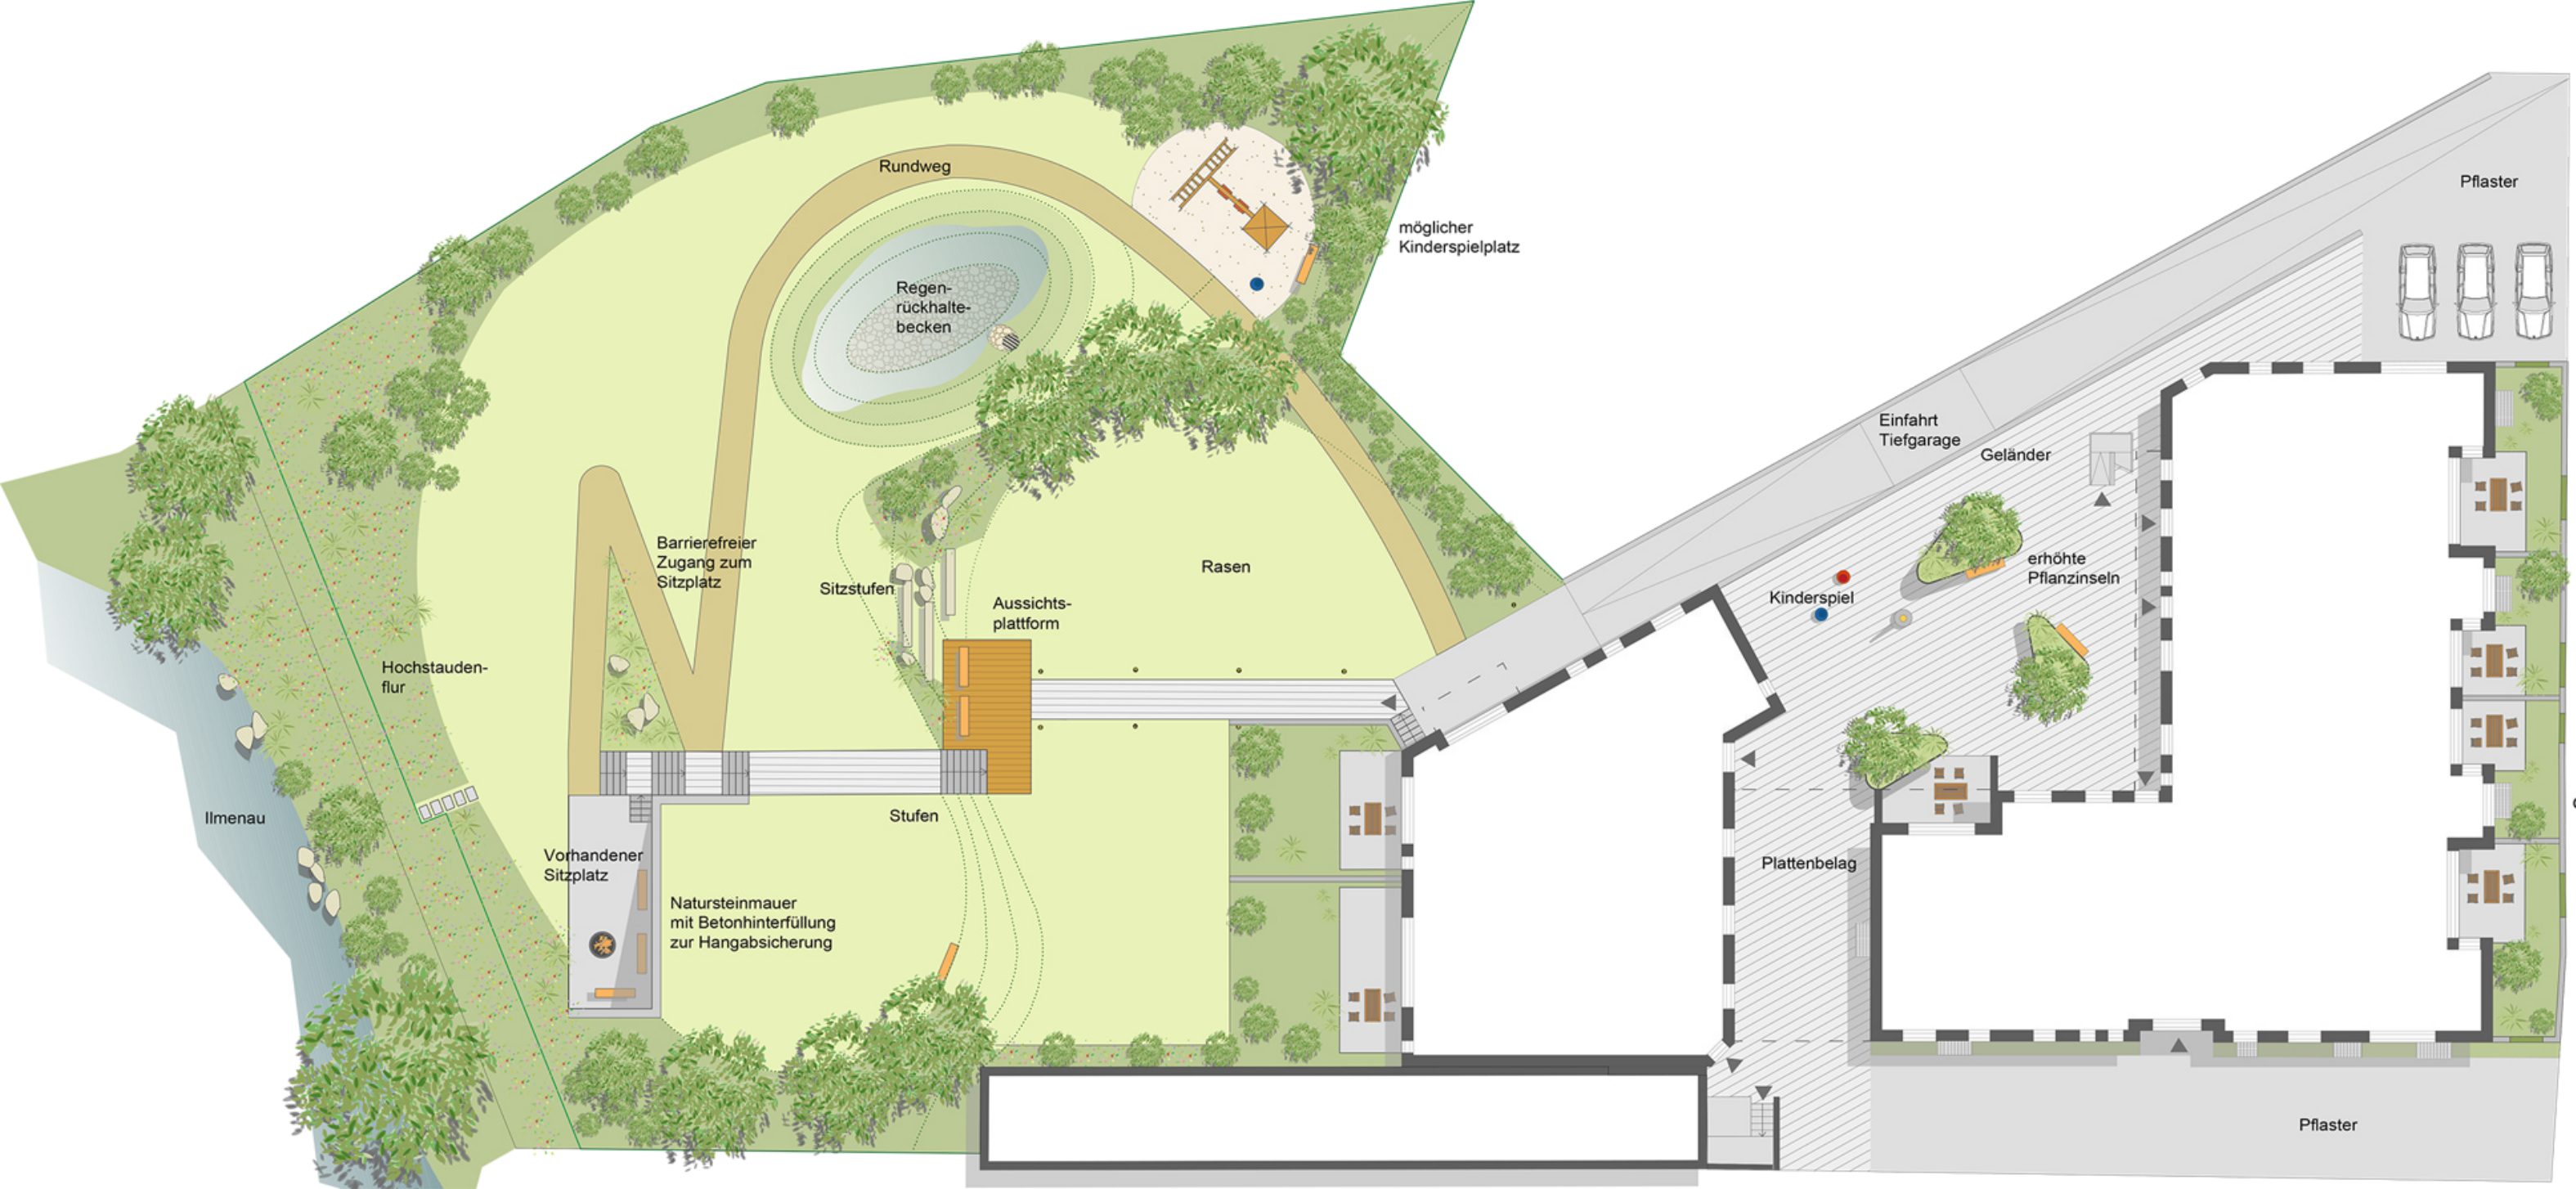 Rundweg
Pflaster
möglicher
Kinderspielplatz
Regen-
rückhalte-
becken
Einfahrt
Tiefgarage
Geländer
Barrierefreier
Zugang zum
Sitzplatz
Sitzstufen
Rasen
erhöhte
Pflanzinseln
Kinderspiel
Aussichts-
plattform
Hochstauden-
flur
Ilmenau
Stufen
Vorhandener
Sitzplatz
Plattenbelag
Natursteinmauer
mit Betonhinterfüllung
zur Hangabsicherung
Pflaster